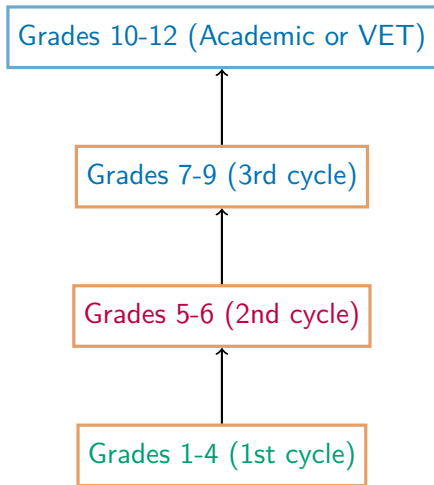 Grades 10-12 (Academic or VET)
Grades 7-9 (3rd cycle)
Grades 5-6 (2nd cycle)
Grades 1-4 (1st cycle)